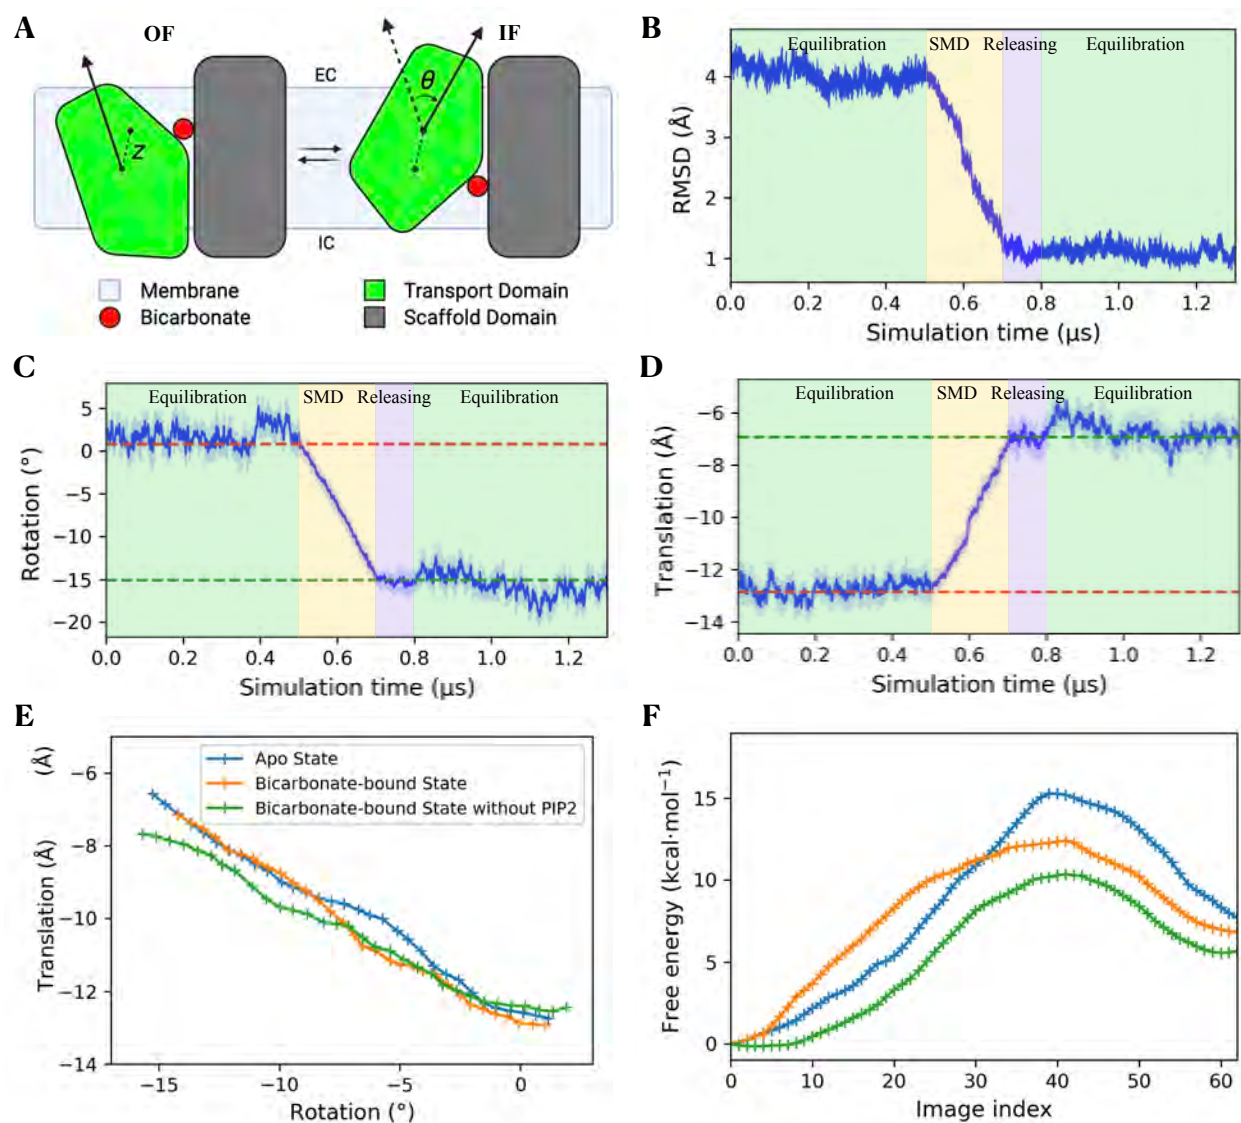 A
OF
IF
EC
θ
z
IC
Membrane
Transport Domain
Bicarbonate
Scaffold Domain
B
Equilibration SMD Releasing Equilibration
RMSD (Å)
4
3
2
1
0.0 0.2 0.4 0.6 0.8 1.0 1.2
Simulation time (µs)
C
Equilibration SMD Releasing Equilibration
Rotation (°)
5
0
−5
−10
−15
−20
0.0 0.2 0.4 0.6 0.8 1.0 1.2
Simulation time (µs)
D
Equilibration SMD Releasing Equilibration
Translation (Å)
−6
−8
−10
−12
−14
0.0 0.2 0.4 0.6 0.8 1.0 1.2
Simulation time (µs)
E
(Å)
Translation (Å)
−6
−8
−10
−12
−14
Apo State
Bicarbonate-bound State
Bicarbonate-bound State without PIP2
−15 −10 −5 0
Rotation (°)
F
Free energy (kcal·mol⁻¹)
15
10
5
0
0 10 20 30 40 50 60
Image index